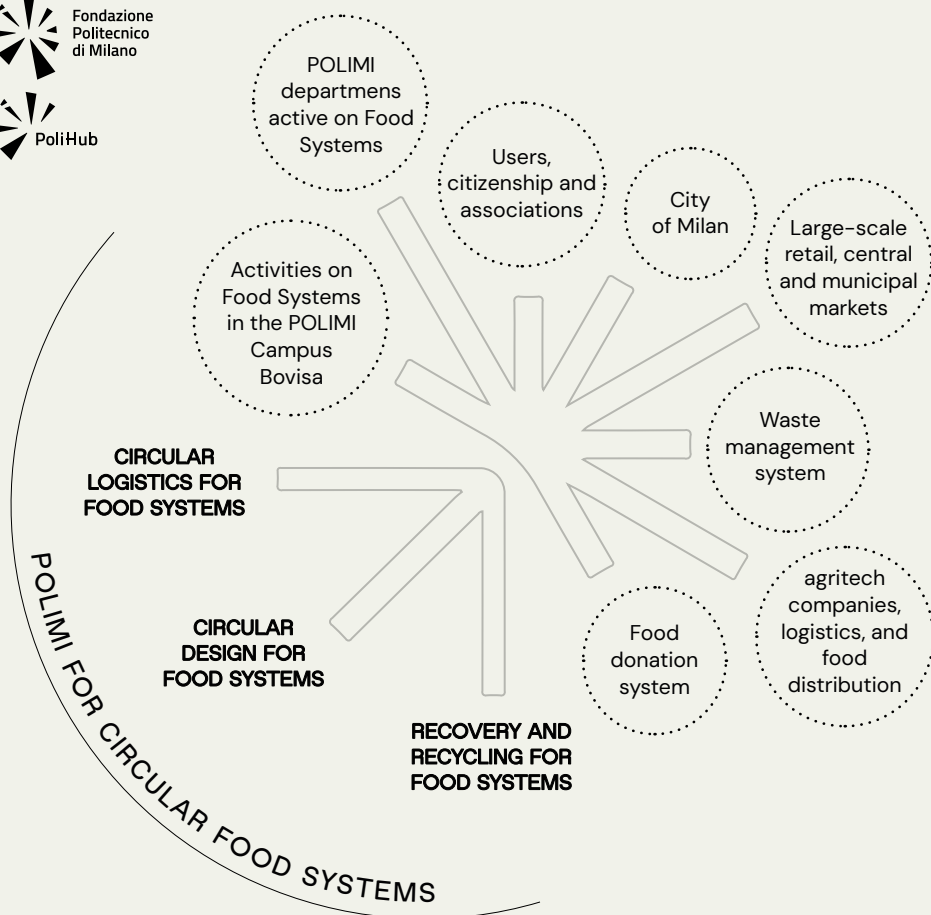 Fondazione
Politecnico
di Milano
PoliHub
POLIMI
departmens
active on Food
Systems
Users,
citizenship and
associations
City
of Milan
Large-scale
retail, central
and municipal
markets
Activities on
Food Systems
in the POLIMI
Campus
Bovisa
Waste
management
system
CIRCULAR
LOGISTICS FOR
FOOD SYSTEMS
agritech
companies,
logistics, and
food
distribution
CIRCULAR
DESIGN FOR
FOOD SYSTEMS
Food
donation
system
RECOVERY AND
RECYCLING FOR
FOOD SYSTEMS
POLIMI FOR CIRCULAR FOOD SYSTEMS